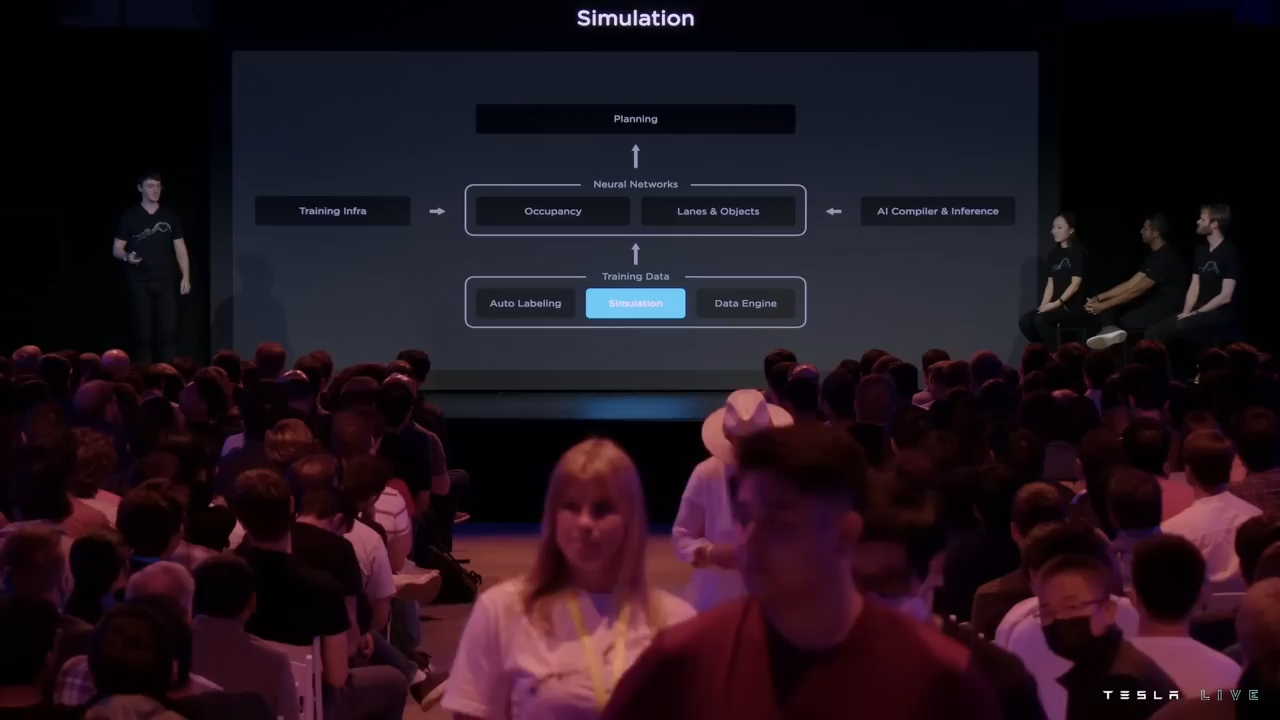 Simulation
Planning
Neural Networks
Training Infra
Occupancy
Lanes & Objects
AI Compiler & Inference
Training Data
Auto Labeling
Simulation
Data Engine
TESLA LIVE